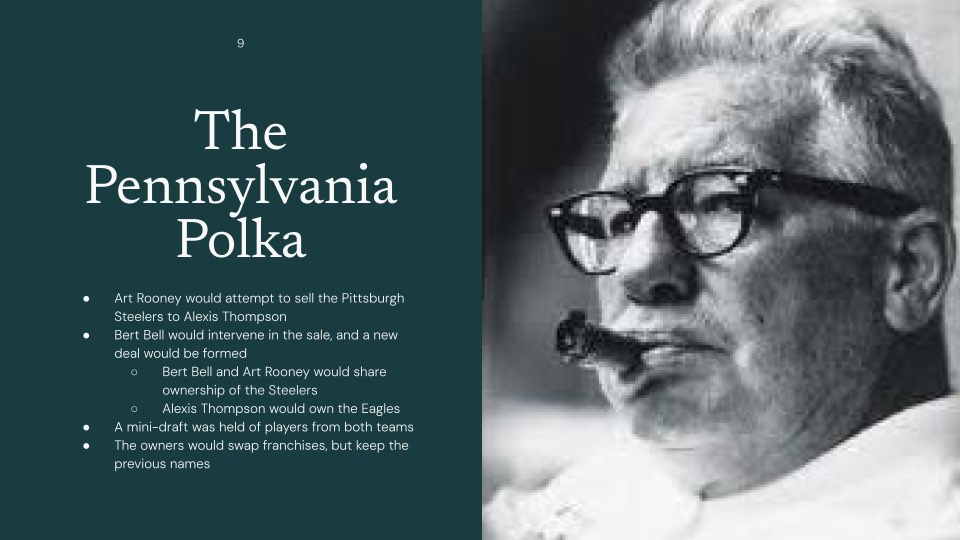 9
The
Pennsylvania
Polka
● Art Rooney would attempt to sell the Pittsburgh
Steelers to Alexis Thompson
● Bert Bell would intervene in the sale, and a new
deal would be formed
○ Bert Bell and Art Rooney would share
ownership of the Steelers
○ Alexis Thompson would own the Eagles
● A mini-draft was held of players from both teams
● The owners would swap franchises, but keep the
previous names